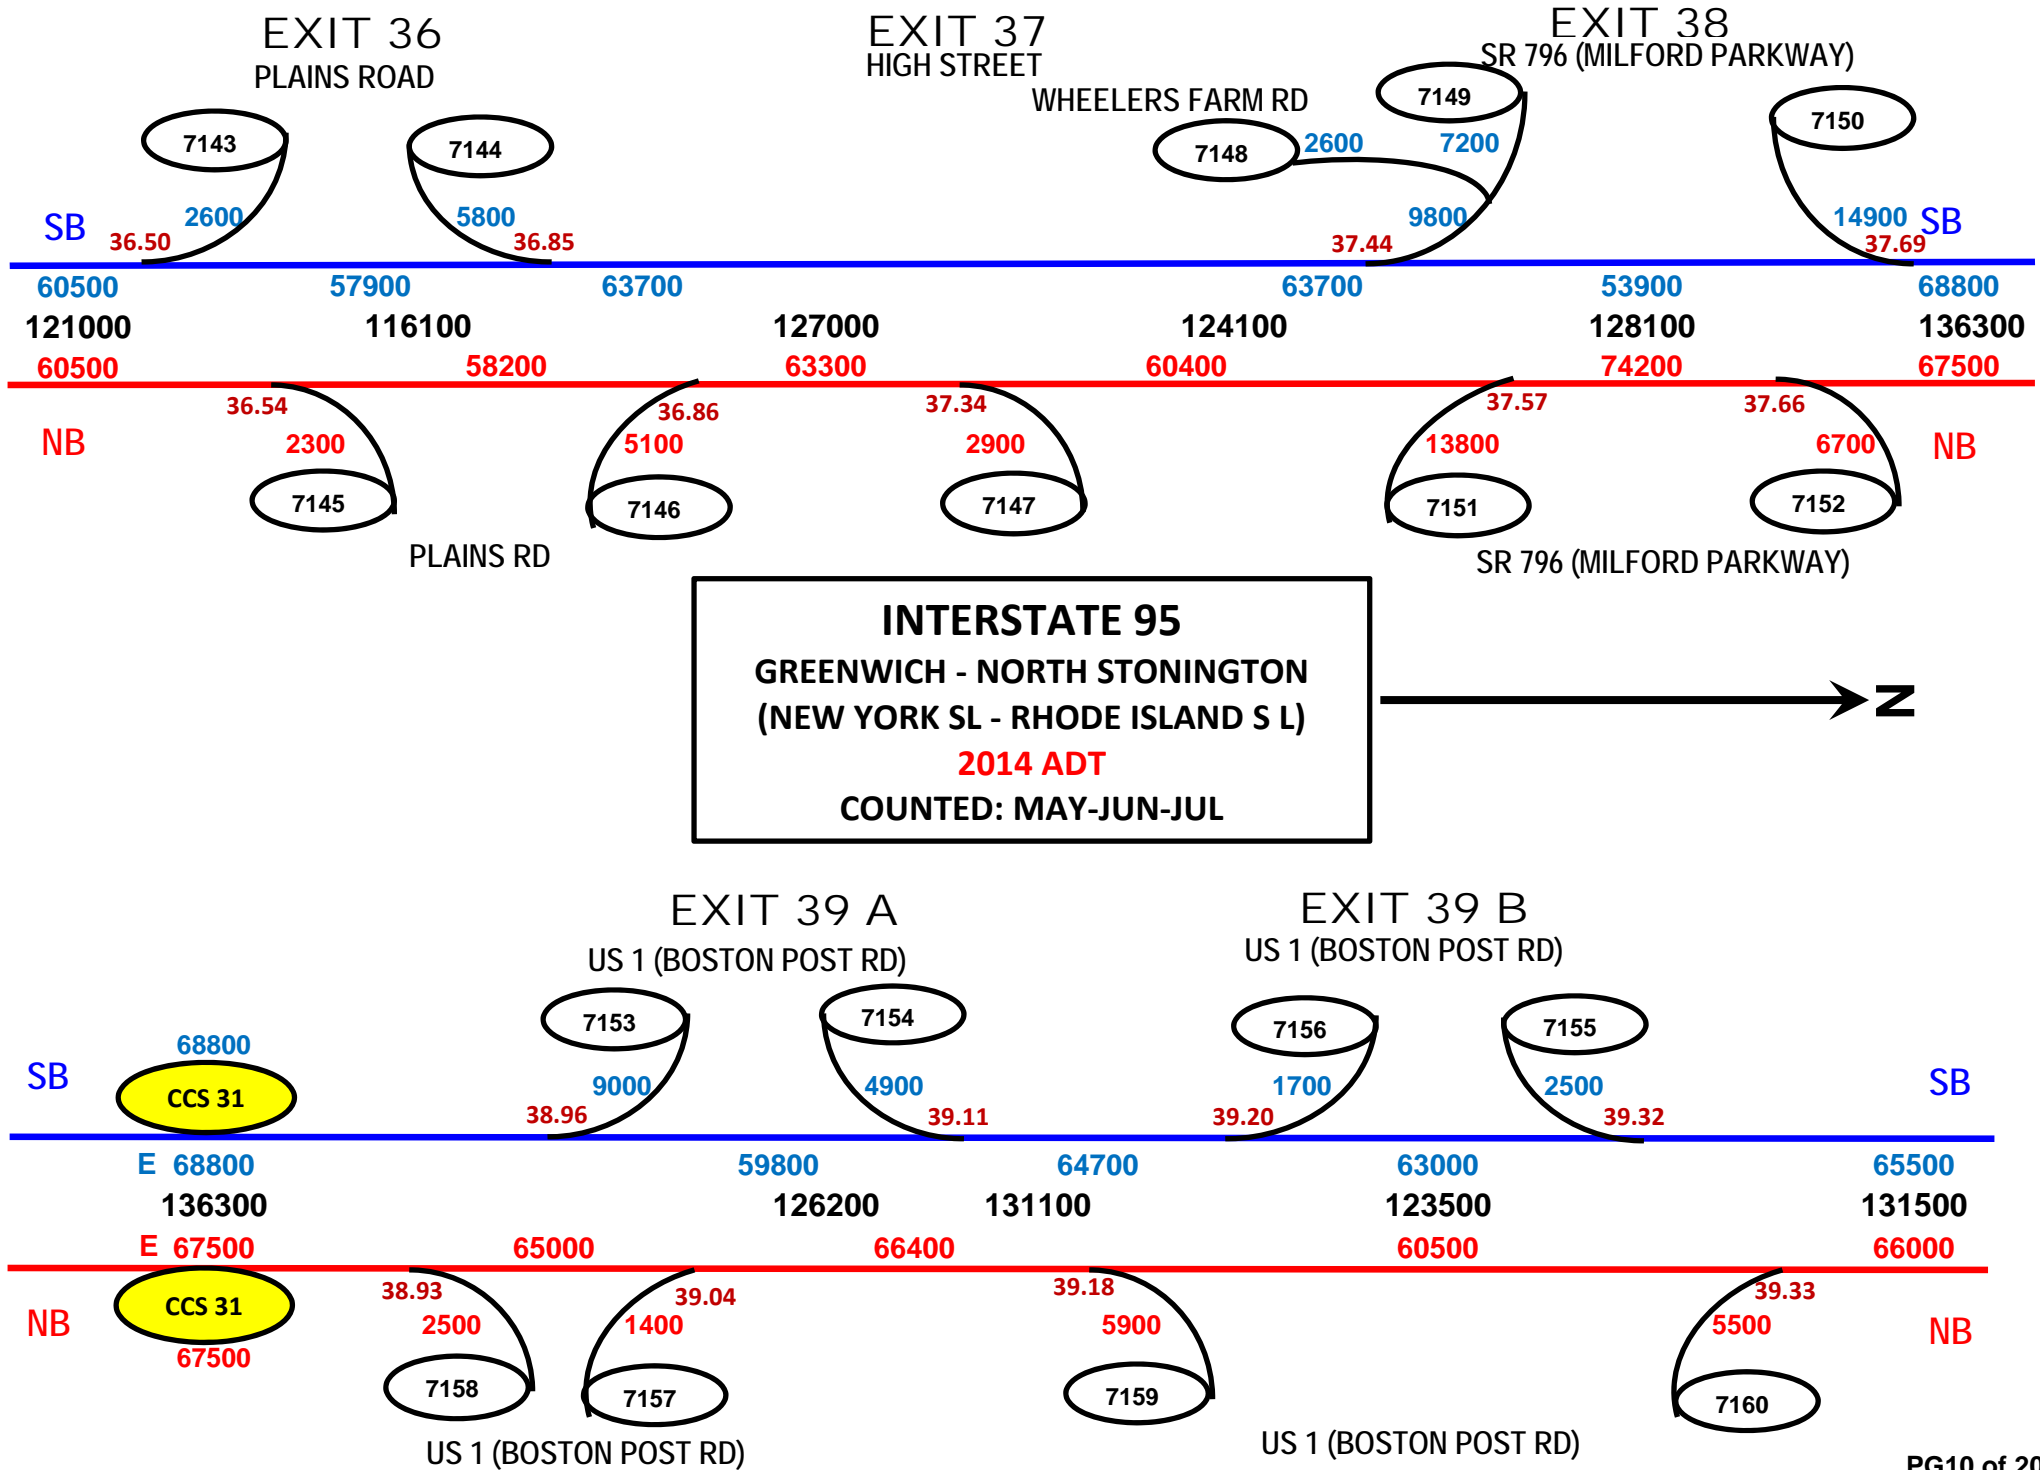 EXIT 36
PLAINS ROAD
EXIT 37
HIGH STREET
EXIT 38
SR 796 (MILFORD PARKWAY)
WHEELERS FARM RD
7143
7144
7148
7149
7150
2600
7200
SB
36.50
2600
5800
36.85
9800
37.44
14900
37.69
SB
60500
57900
63700
63700
53900
68800
121000
116100
127000
124100
128100
136300
60500
58200
63300
60400
74200
67500
NB
36.54
2300
36.86
5100
37.34
2900
37.57
13800
37.66
6700
NB
7145
7146
7147
7151
7152
PLAINS RD
SR 796 (MILFORD PARKWAY)
INTERSTATE 95
GREENWICH - NORTH STONINGTON
(NEW YORK SL - RHODE ISLAND S L)
2014 ADT
COUNTED: MAY-JUN-JUL
N
EXIT 39 A
US 1 (BOSTON POST RD)
EXIT 39 B
US 1 (BOSTON POST RD)
7153
7154
7156
7155
68800
SB
CCS 31
9000
38.96
4900
39.11
1700
39.20
2500
39.32
SB
E 68800
59800
64700
63000
65500
136300
126200
131100
123500
131500
E 67500
65000
66400
60500
66000
NB
CCS 31
67500
38.93
2500
39.04
1400
39.18
5900
39.33
5500
NB
7158
7157
7159
7160
US 1 (BOSTON POST RD)
US 1 (BOSTON POST RD)
PG10 of 20